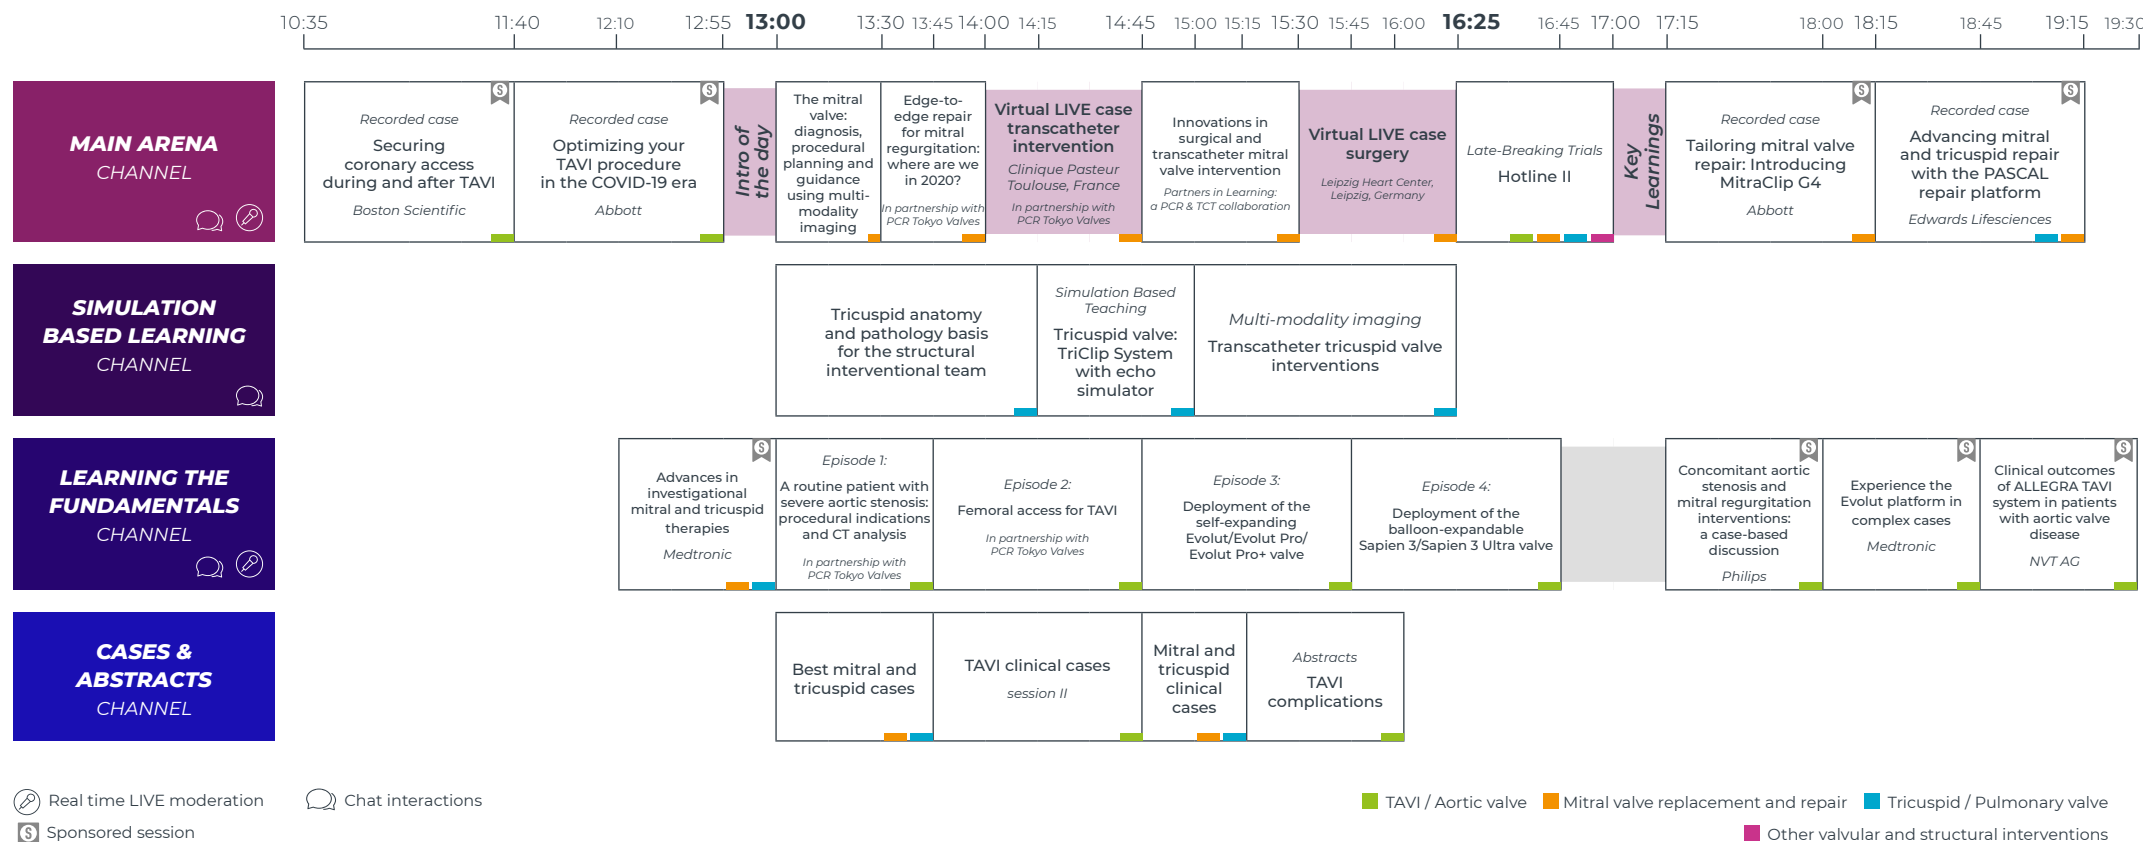 10:35 11:40 12:10 12:55 13:00 13:30 13:45 14:00 14:15 14:45 15:00 15:15 15:30 15:45 16:00 16:25 16:45 17:00 17:15 18:00 18:15 18:45 19:15 19:30
MAIN ARENA
CHANNEL
Recorded case
Securing
coronary access
during and after TAVI
Boston Scientific
S
Recorded case
Optimizing your
TAVI procedure
in the COVID-19 era
Abbott
S
Intro of
the day
The mitral
valve:
diagnosis,
procedural
planning and
guidance
using multi-
modality
imaging
Edge-to-
edge repair
for mitral
regurgitation:
where are we
in 2020?
In partnership with
PCR Tokyo Valves
Virtual LIVE case
transcatheter
intervention
Clinique Pasteur
Toulouse, France
In partnership with
PCR Tokyo Valves
Innovations in
surgical and
transcatheter mitral
valve intervention
Partners in Learning:
a PCR & TCT collaboration
Virtual LIVE case
surgery
Leipzig Heart Center,
Leipzig, Germany
Late-Breaking Trials
Hotline II
Key
Learnings
S
Recorded case
Tailoring mitral valve
repair: Introducing
MitraClip G4
Abbott
S
Recorded case
Advancing mitral
and tricuspid repair
with the PASCAL
repair platform
Edwards Lifesciences
SIMULATION
BASED LEARNING
CHANNEL
Tricuspid anatomy
and pathology basis
for the structural
interventional team
Simulation Based
Teaching
Tricuspid valve:
TriClip System
with echo
simulator
Multi-modality imaging
Transcatheter tricuspid valve
interventions
LEARNING THE
FUNDAMENTALS
CHANNEL
S
Advances in
investigational
mitral and tricuspid
therapies
Medtronic
Episode 1:
A routine patient with
severe aortic stenosis:
procedural indications
and CT analysis
In partnership with
PCR Tokyo Valves
Episode 2:
Femoral access for TAVI
In partnership with
PCR Tokyo Valves
Episode 3:
Deployment of the
self-expanding
Evolut/Evolut Pro/
Evolut Pro+ valve
Episode 4:
Deployment of the
balloon-expandable
Sapien 3/Sapien 3 Ultra valve
S
Concomitant aortic
stenosis and
mitral regurgitation
interventions:
a case-based
discussion
Philips
S
Experience the
Evolut platform in
complex cases
Medtronic
S
Clinical outcomes
of ALLEGRA TAVI
system in patients
with aortic valve
disease
NVT AG
CASES &
ABSTRACTS
CHANNEL
Best mitral and
tricuspid cases
TAVI clinical cases
session II
Mitral and
tricuspid
clinical
cases
Abstracts
TAVI
complications
Real time LIVE moderation
Chat interactions
S Sponsored session
TAVI / Aortic valve
Mitral valve replacement and repair
Tricuspid / Pulmonary valve
Other valvular and structural interventions